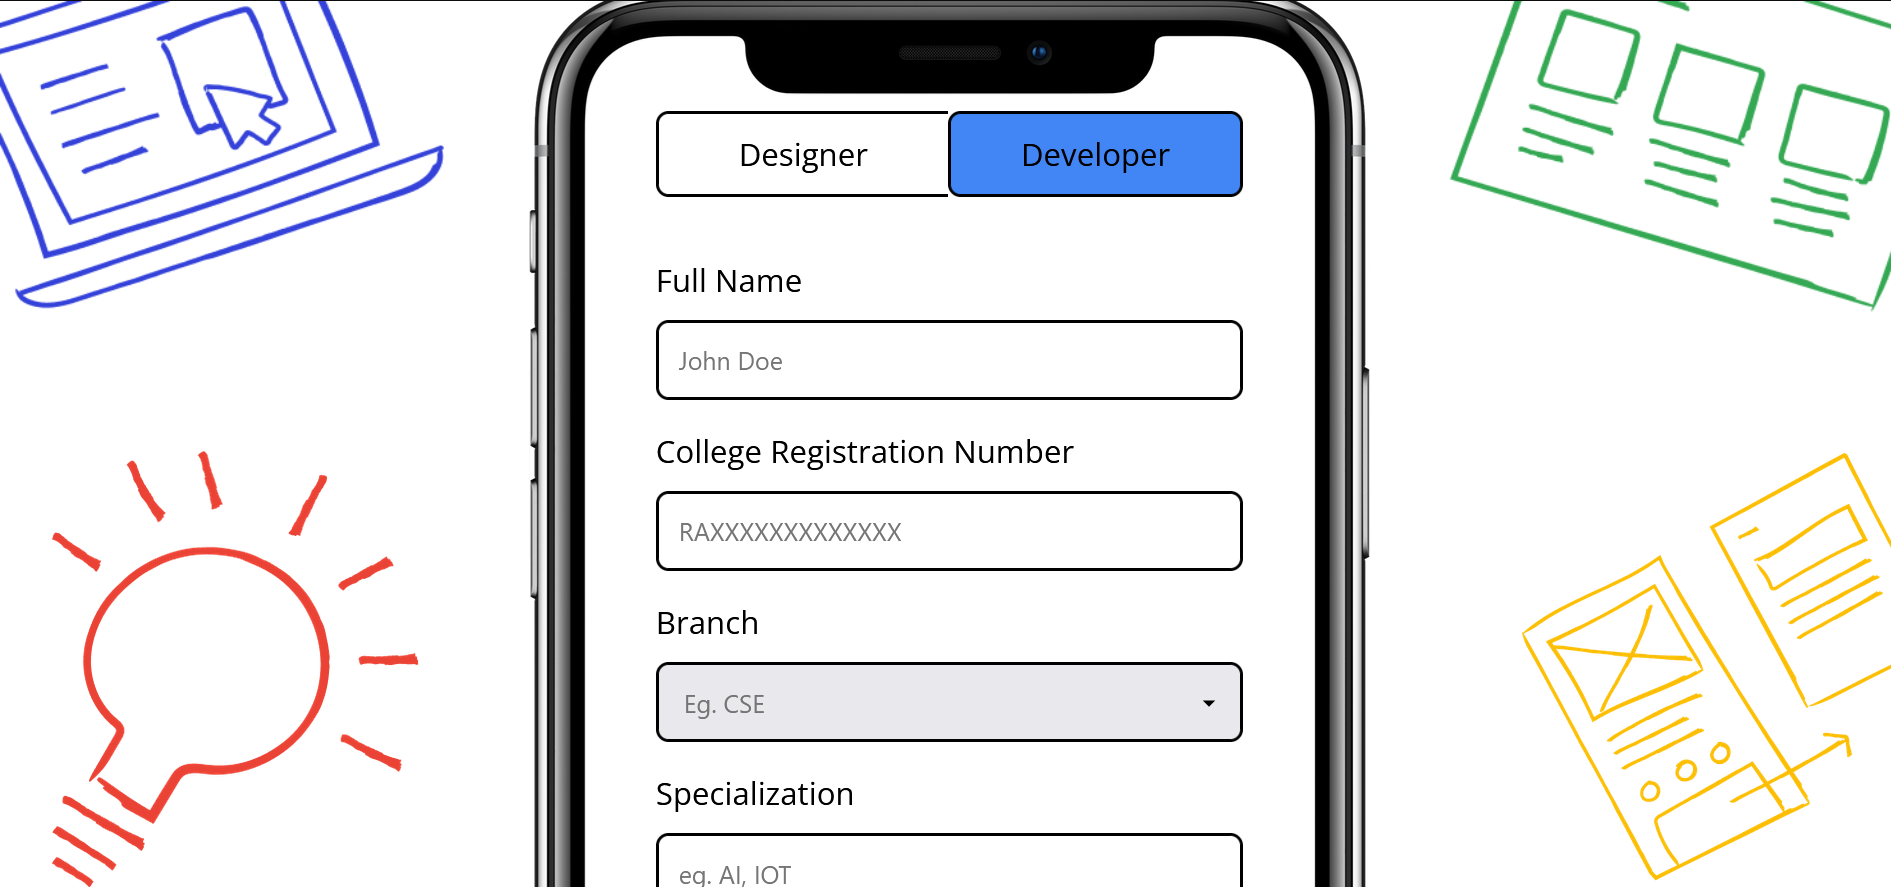 Designer Developer
Full Name
John Doe
College Registration Number
RAXXXXXXXXXXXXX
Branch
Eg. CSE
Specialization
eg. AI, IOT